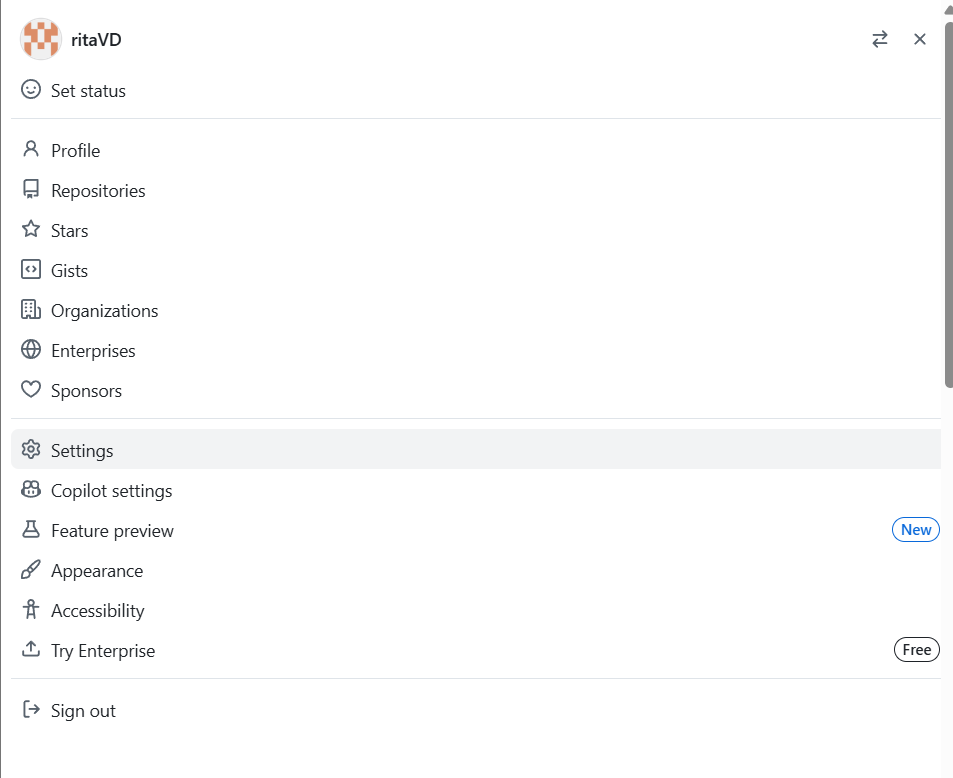 ritaVD
Set status
Profile
Repositories
Stars
Gists
Organizations
Enterprises
Sponsors
Settings
Copilot settings
Feature preview New
Appearance
Accessibility
Try Enterprise Free
Sign out